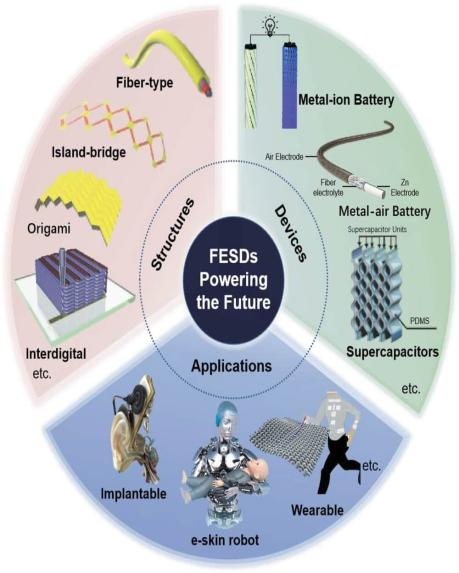 Fiber-type
Island-bridge
Origami
Interdigital
etc.
Structures
Metal-ion Battery
Air Electrode
Fiber
electrolyte
Zn
Electrode
Metal-air Battery
Supercapacitor Units
PDMS
Supercapacitors
etc.
Devices
FESDs
Powering
the Future
Applications
Implantable
e-skin robot
Wearable
etc.